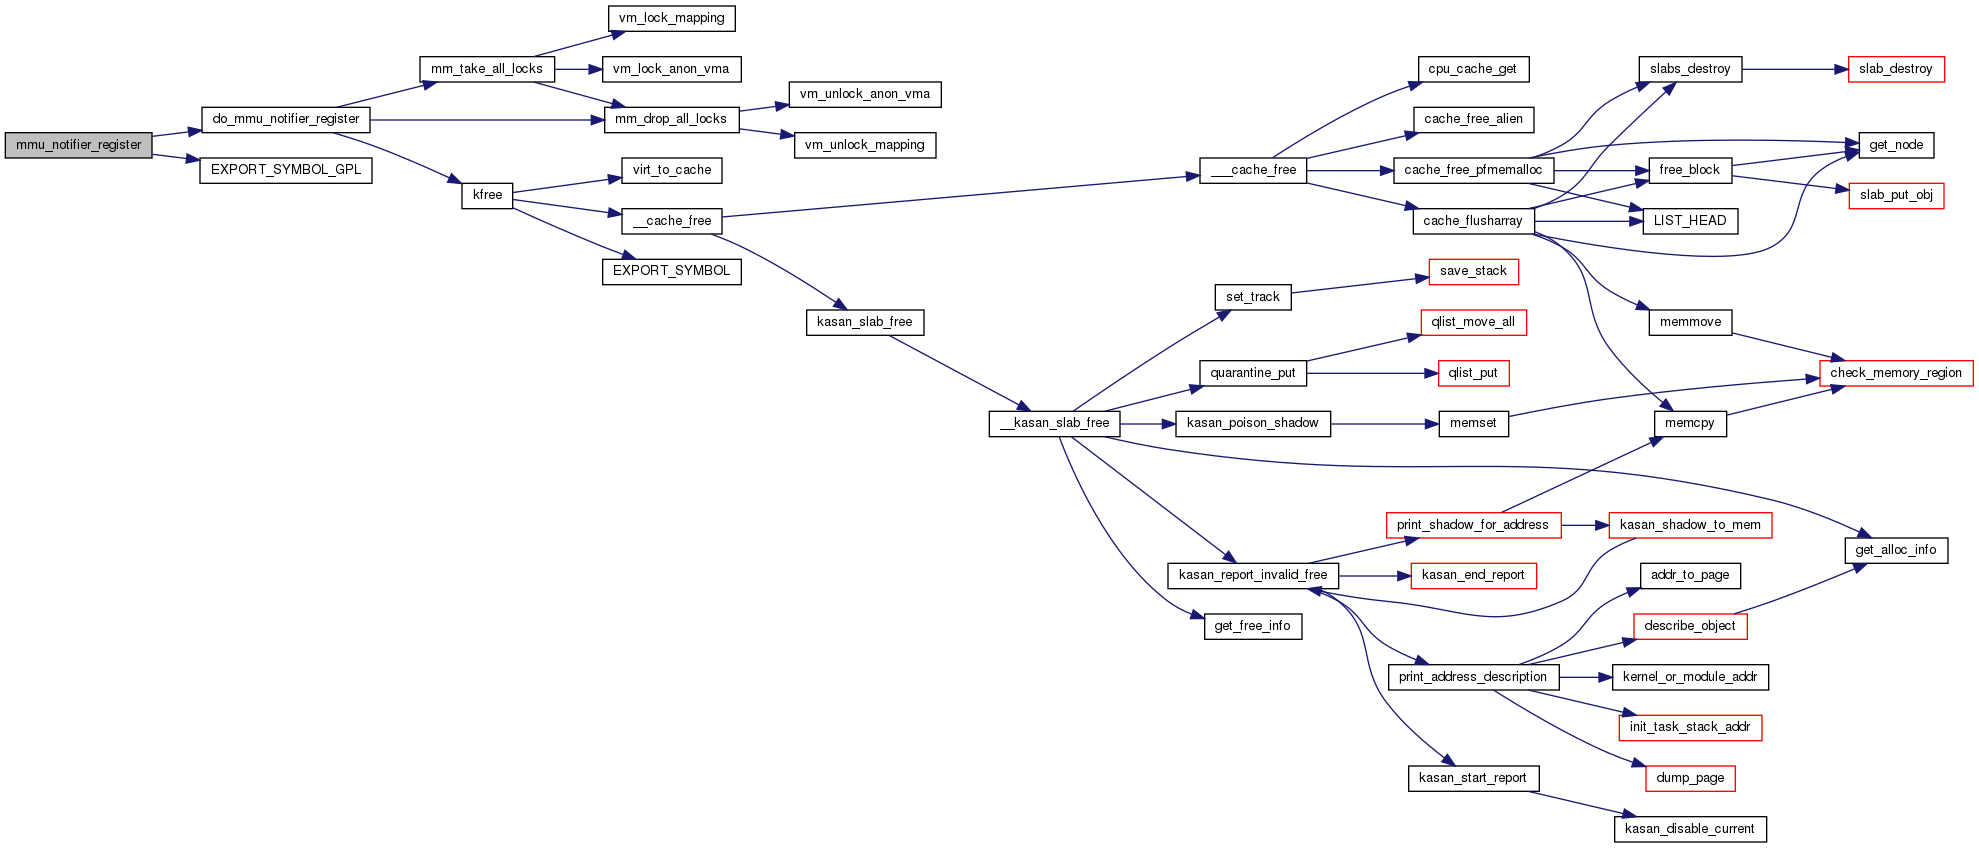 vm_lock_mapping
mm_take_all_locks
vm_lock_anon_vma
cpu_cache_get
slabs_destroy
slab_destroy
vm_unlock_anon_vma
do_mmu_notifier_register
mm_drop_all_locks
cache_free_alien
mmu_notifier_register
vm_unlock_mapping
get_node
EXPORT_SYMBOL_GPL
virt_to_cache
___cache_free
cache_free_pfmemalloc
free_block
kfree
slab_put_obj
__cache_free
cache_flusharray
LIST_HEAD
EXPORT_SYMBOL
save_stack
set_track
kasan_slab_free
qlist_move_all
memmove
quarantine_put
qlist_put
check_memory_region
__kasan_slab_free
kasan_poison_shadow
memset
memcpy
print_shadow_for_address
kasan_shadow_to_mem
get_alloc_info
kasan_report_invalid_free
kasan_end_report
addr_to_page
get_free_info
describe_object
print_address_description
kernel_or_module_addr
init_task_stack_addr
kasan_start_report
dump_page
kasan_disable_current